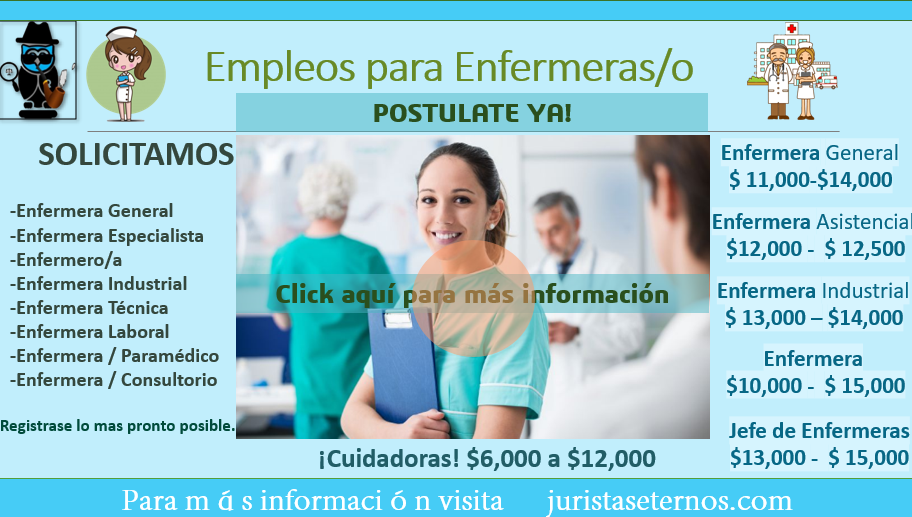 Empleos para Enfermeras/o
POSTULATE YA!
SOLICITAMOS
-Enfermera General
-Enfermera Especialista
-Enfermero/a
-Enfermera Industrial
-Enfermera Técnica
-Enfermera Laboral
-Enfermera / Paramédico
-Enfermera / Consultorio
Registrase lo mas pronto posible.
Click aquí para más información
Enfermera General
$ 11,000-$14,000
Enfermera Asistencial
$12,000 - $ 12,500
Enfermera Industrial
$ 13,000 – $14,000
Enfermera
$10,000 - $ 15,000
Jefe de Enfermeras
$13,000 - $ 15,000
¡Cuidadoras! $6,000 a $12,000
Para m á s informaci ó n visita juristaseternos.com